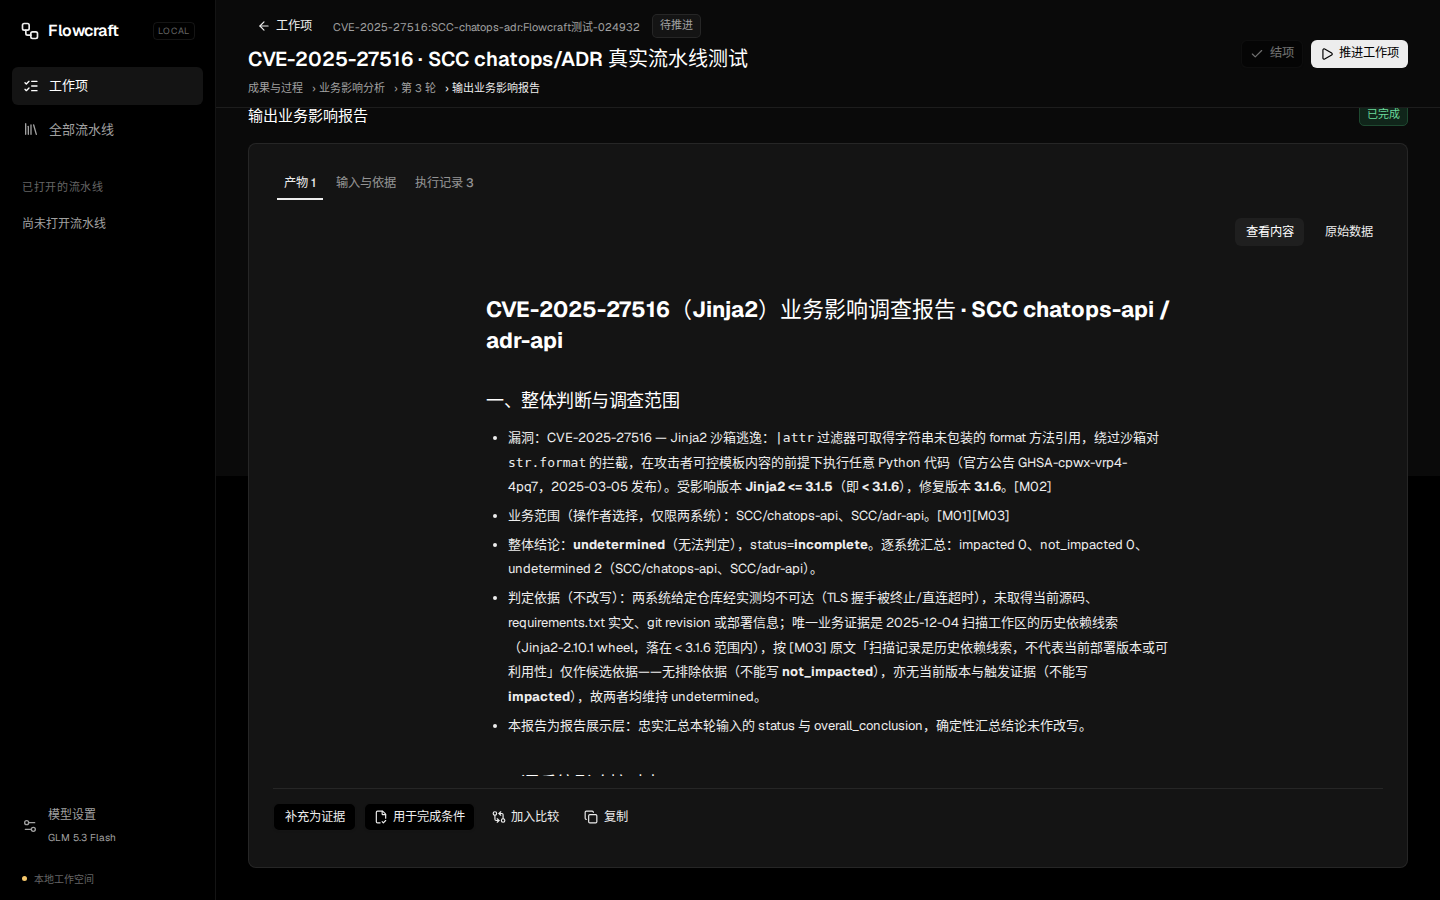 Flowcraft
LOCAL
工作项
全部流水线
已打开的流水线
尚未打开流水线
模型设置
GLM 5.3 Flash
本地工作空间
工作项
CVE-2025-27516:SCC-chatops-adr:Flowcraft测试-024932
待推进
CVE-2025-27516 · SCC chatops/ADR 真实流水线测试
成果与过程 › 业务影响分析 › 第 3 轮 › 输出业务影响报告
结项
推进工作项
输出业务影响报告
已完成
产物 1
输入与依据
执行记录 3
查看内容
原始数据
CVE-2025-27516（Jinja2）业务影响调查报告 · SCC chatops-api /
adr-api
一、整体判断与调查范围
• 漏洞：CVE-2025-27516 — Jinja2 沙箱逃逸：|attr 过滤器可取得字符串未包装的 format 方法引用，绕过沙箱对
str.format 的拦截，在攻击者可控模板内容的前提下执行任意 Python 代码（官方公告 GHSA-cpwx-vrp4-
4pq7，2025-03-05 发布）。受影响版本 Jinja2 <= 3.1.5（即 < 3.1.6），修复版本 3.1.6。[M02]
• 业务范围（操作者选择，仅限两系统）：SCC/chatops-api、SCC/adr-api。[M01][M03]
• 整体结论：undetermined（无法判定），status=incomplete。逐系统汇总：impacted 0、not_impacted 0、
undetermined 2（SCC/chatops-api、SCC/adr-api）。
• 判定依据（不改写）：两系统给定仓库经实测均不可达（TLS 握手被终止/直连超时），未取得当前源码、
requirements.txt 实文、git revision 或部署信息；唯一业务证据是 2025-12-04 扫描工作区的历史依赖线索
（Jinja2-2.10.1 wheel，落在 < 3.1.6 范围内），按 [M03] 原文「扫描记录是历史依赖线索，不代表当前部署版本或可
利用性」仅作候选依据——无排除依据（不能写 not_impacted），亦无当前版本与触发证据（不能写
impacted），故两者均维持 undetermined。
• 本报告为报告展示层：忠实汇总本轮输入的 status 与 overall_conclusion，确定性汇总结论未作改写。
补充为证据
用于完成条件
加入比较
复制